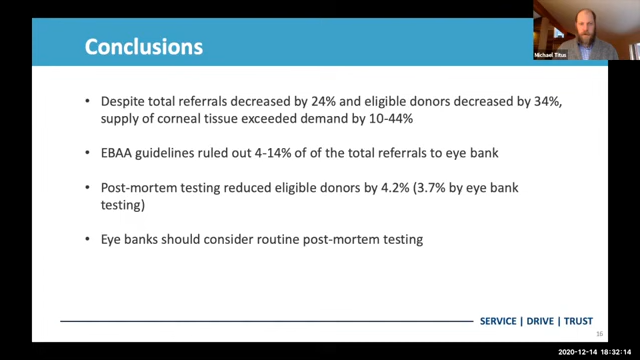 Conclusions
Michael Titus
• Despite total referrals decreased by 24% and eligible donors decreased by 34%,
supply of corneal tissue exceeded demand by 10-44%
• EBAA guidelines ruled out 4-14% of of the total referrals to eye bank
• Post-mortem testing reduced eligible donors by 4.2% (3.7% by eye bank
testing)
• Eye banks should consider routine post-mortem testing
SERVICE | DRIVE | TRUST
16
2020-12-14 18:32:14